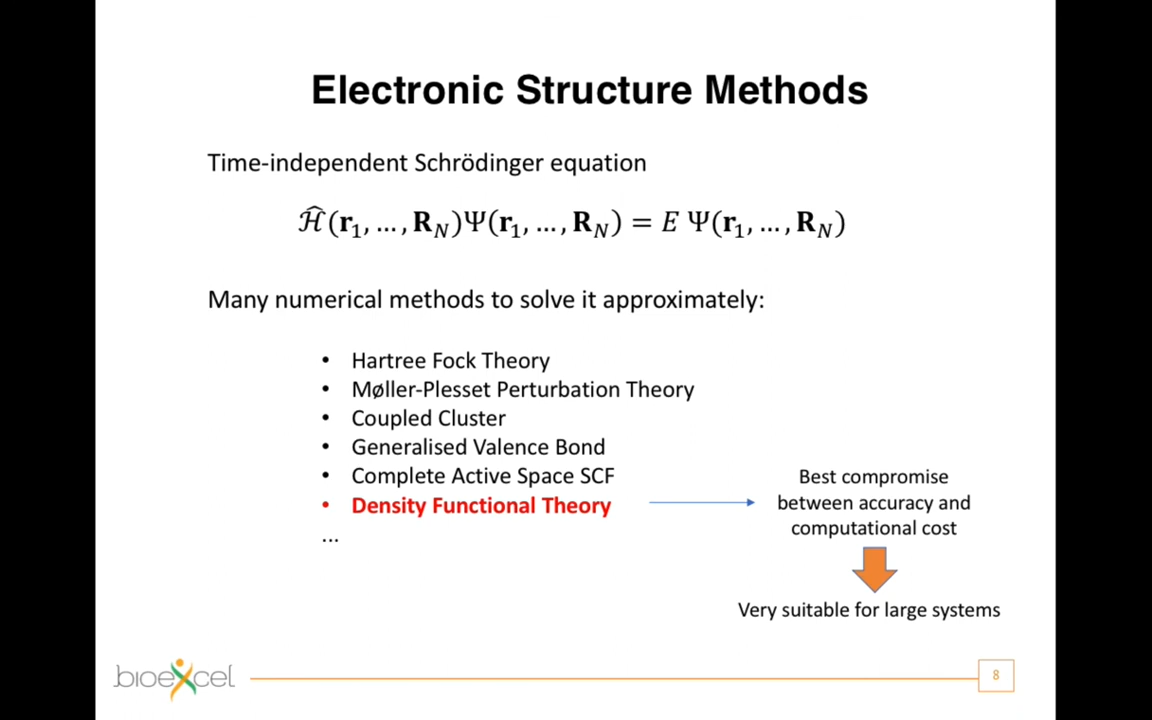 Electronic Structure Methods
Time-independent Schrödinger equation
ℋ̂(𝐫₁, … , 𝐑_N)Ψ(𝐫₁, … , 𝐑_N) = E Ψ(𝐫₁, … , 𝐑_N)
Many numerical methods to solve it approximately:
• Hartree Fock Theory
• Møller-Plesset Perturbation Theory
• Coupled Cluster
• Generalised Valence Bond
• Complete Active Space SCF
• Density Functional Theory
...
Best compromise
between accuracy and
computational cost
Very suitable for large systems
bioexcel
8